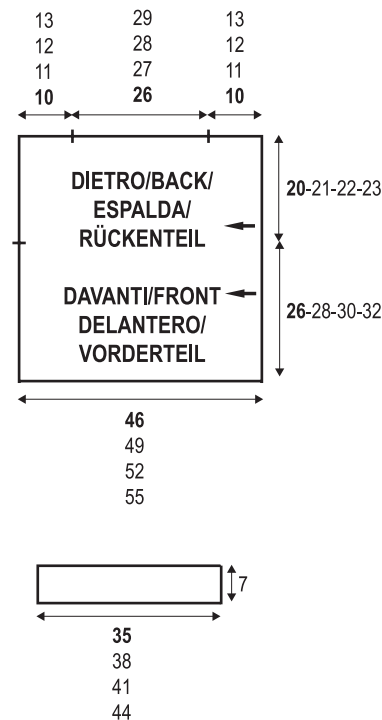 13 29 13
12 28 12
11 27 11
10 26 10
DIETRO/BACK/
ESPALDA/
RÜCKENTEIL
20-21-22-23
DAVANTI/FRONT
DELANTERO/
VORDERTEIL
26-28-30-32
46
49
52
55
7
35
38
41
44